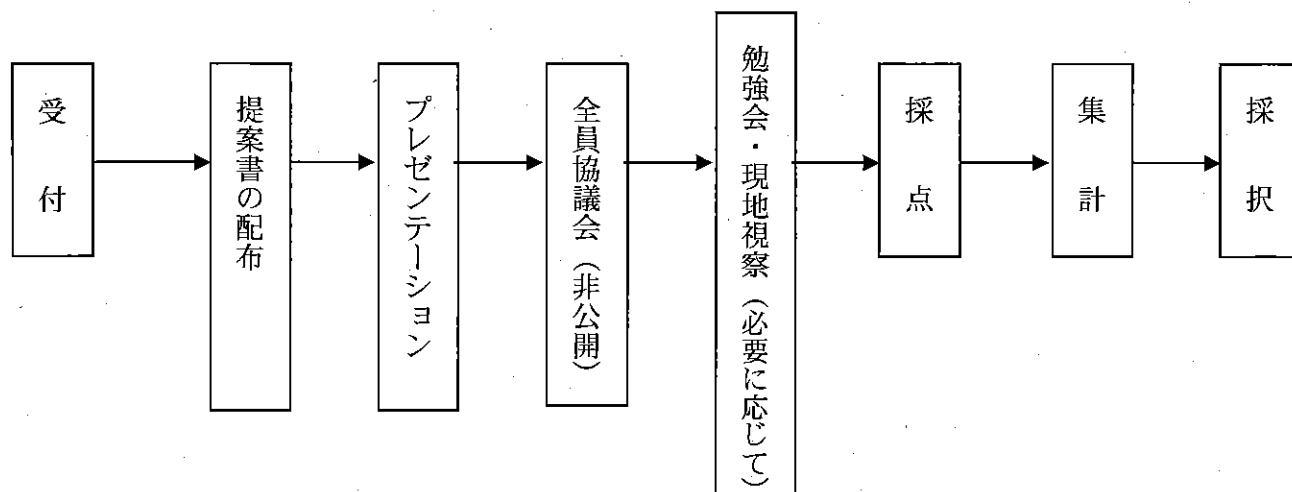 受付
提案書の配布
プレゼンテーション
全員協議会（非公開）
勉強会・現地視察（必要に応じて）
採点
集計
採択